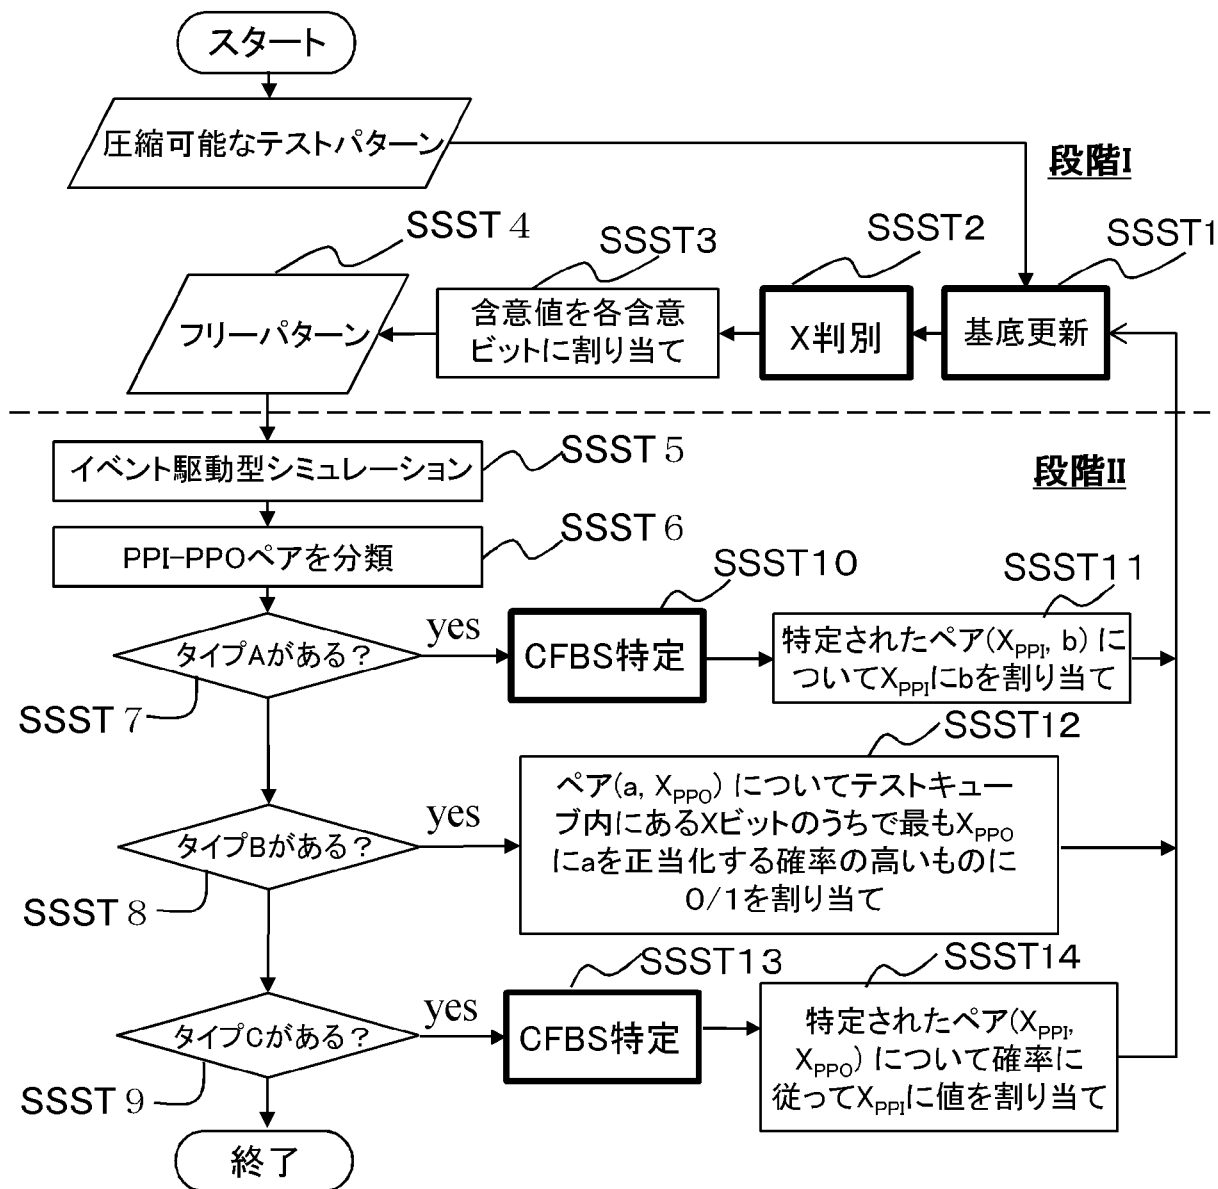 スタート
圧縮可能なテストパターン
段階I
SSST4
SSST3
SSST2
SSST1
フリーパターン
含意値を各含意
ビットに割り当て
X判別
基底更新
イベント駆動型シミュレーション
SSST5
段階II
PPI-PPOペアを分類
SSST6
SSST10
SSST11
タイプAがある?
yes
CFBS特定
特定されたペア(XPPI, b) に
ついてXPPIにbを割り当て
SSST7
SSST12
タイプBがある?
yes
ペア(a, XPPO) についてテストキュー
ブ内にあるXビットのうちで最もXPPO
にaを正当化する確率の高いものに
0/1を割り当て
SSST8
SSST13
SSST14
タイプCがある?
yes
CFBS特定
特定されたペア(XPPI,
XPPO) について確率に
従ってXPPIに値を割り当て
SSST9
終了